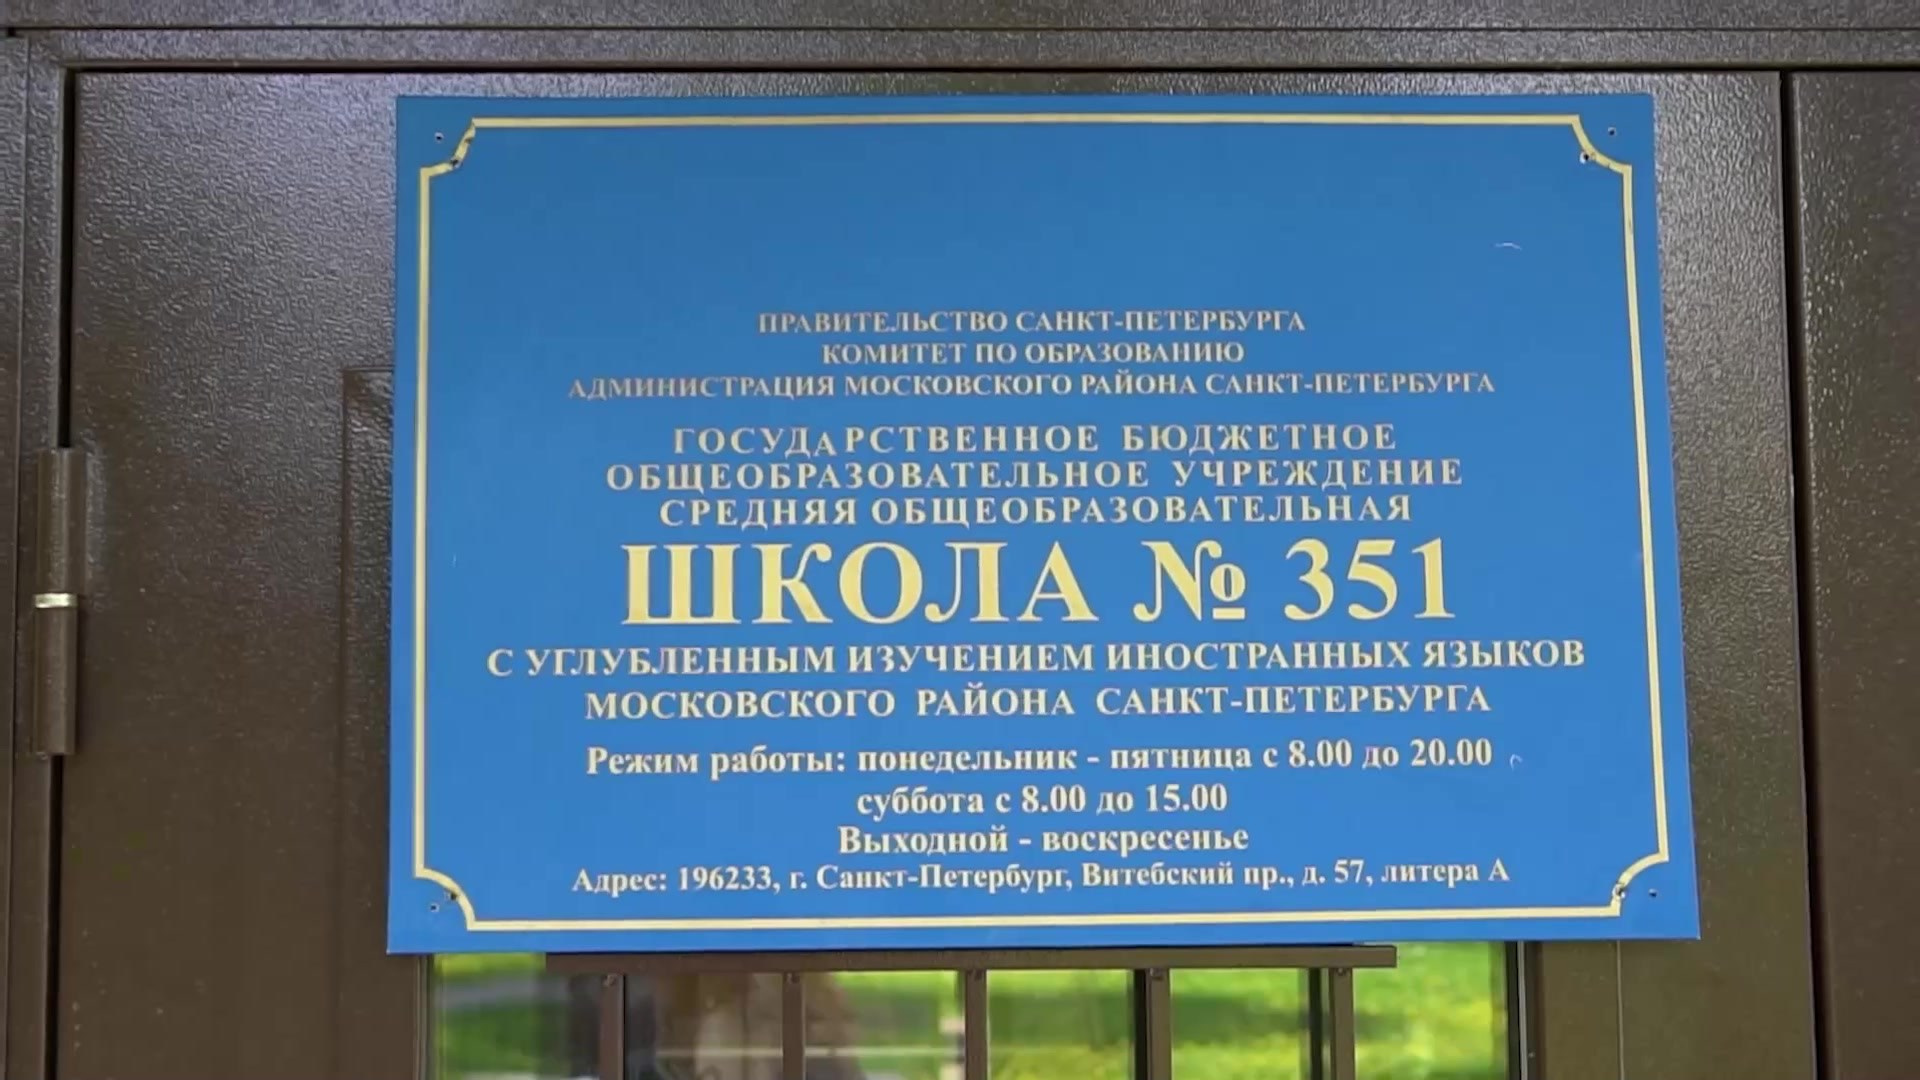 ПРАВИТЕЛЬСТВО САНКТ-ПЕТЕРБУРГА
КОМИТЕТ ПО ОБРАЗОВАНИЮ
АДМИНИСТРАЦИЯ МОСКОВСКОГО РАЙОНА САНКТ-ПЕТЕРБУРГА
ГОСУДАРСТВЕННОЕ БЮДЖЕТНОЕ
ОБЩЕОБРАЗОВАТЕЛЬНОЕ УЧРЕЖДЕНИЕ
СРЕДНЯЯ ОБЩЕОБРАЗОВАТЕЛЬНАЯ
ШКОЛА № 351
С УГЛУБЛЕННЫМ ИЗУЧЕНИЕМ ИНОСТРАННЫХ ЯЗЫКОВ
МОСКОВСКОГО РАЙОНА САНКТ-ПЕТЕРБУРГА
Режим работы: понедельник - пятница с 8.00 до 20.00
суббота с 8.00 до 15.00
Выходной - воскресенье
Адрес: 196233, г. Санкт-Петербург, Витебский пр., д. 57, литера А